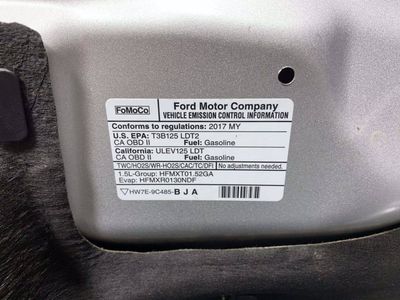 FoMoCo
Ford Motor Company
VEHICLE EMISSION CONTROL INFORMATION
Conforms to regulations: 2017 MY
U.S. EPA: T3B125 LDT2
CA OBD II Fuel: Gasoline
California: ULEV125 LDT
CA OBD II Fuel: Gasoline
TWC/HO2S/WR-HO2S/CAC/TC/DFI No adjustments needed.
1.5L-Group: HFMXT01.52GA
Evap: HFMXR0130NDF
HW7E-9C485-BJA